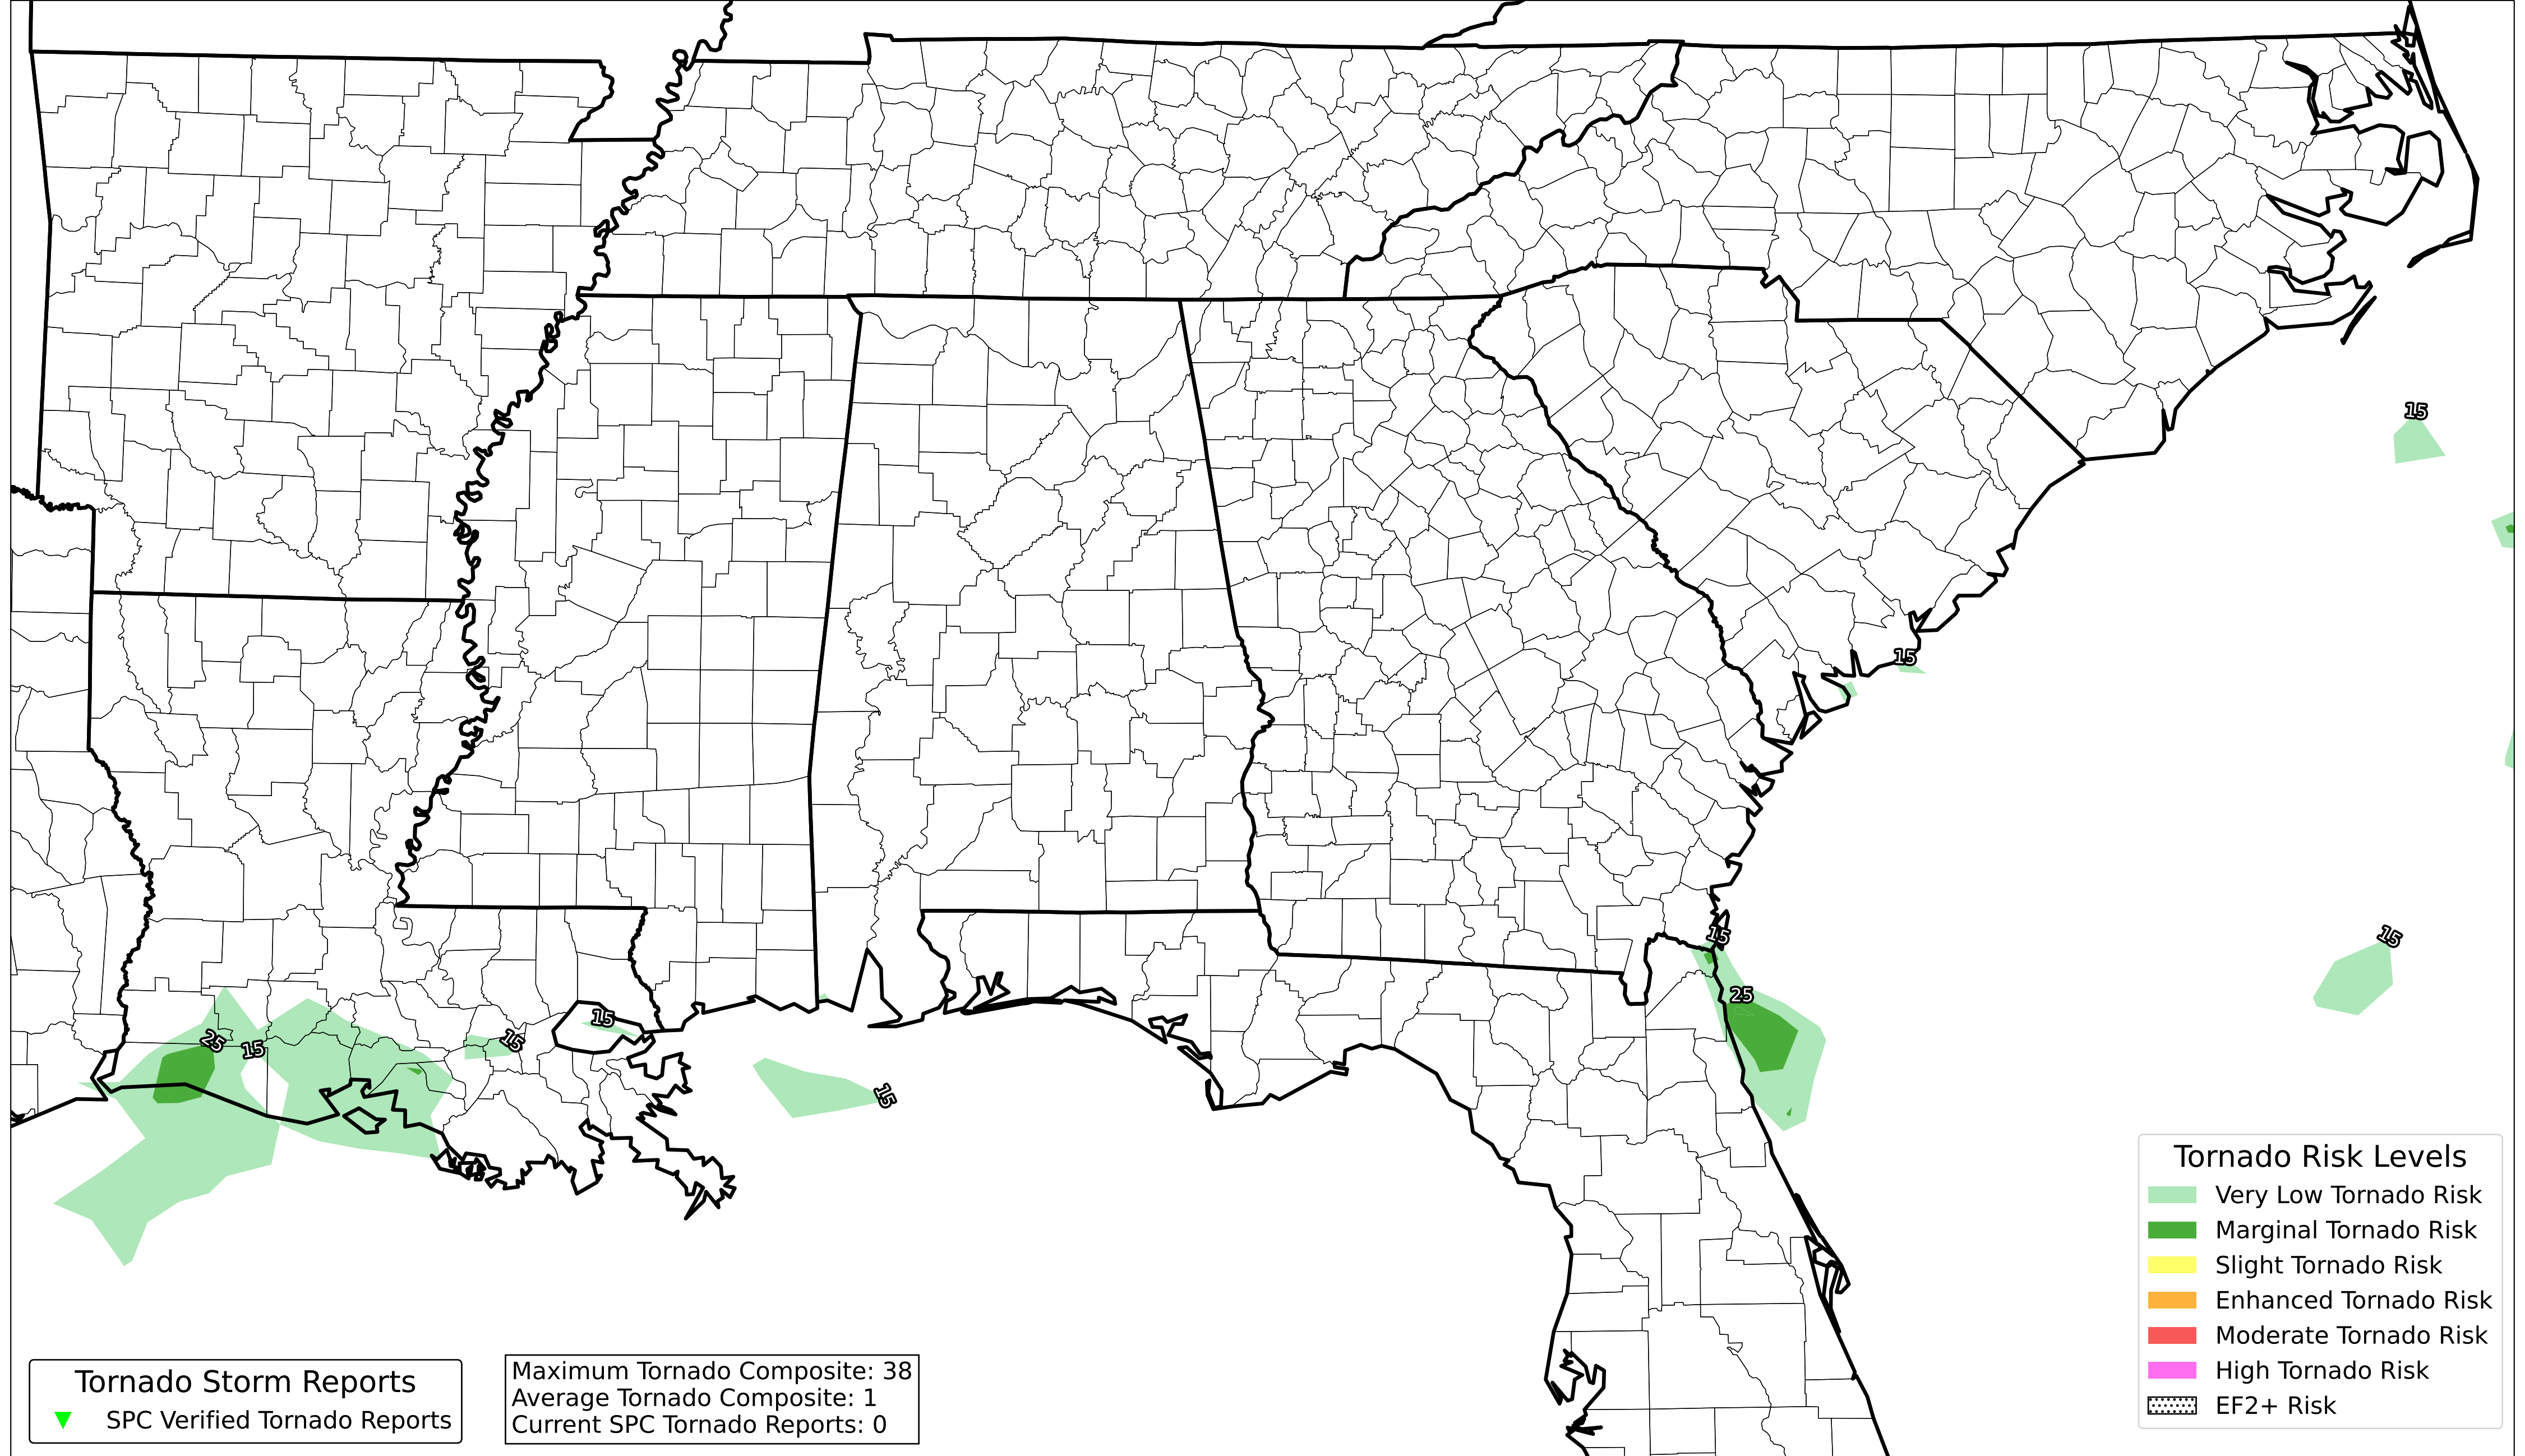 15
15
15
25
25
15
15
15
15
15
Tornado Risk Levels
Very Low Tornado Risk
Marginal Tornado Risk
Slight Tornado Risk
Enhanced Tornado Risk
Moderate Tornado Risk
High Tornado Risk
EF2+ Risk
Tornado Storm Reports
SPC Verified Tornado Reports
Maximum Tornado Composite: 38
Average Tornado Composite: 1
Current SPC Tornado Reports: 0